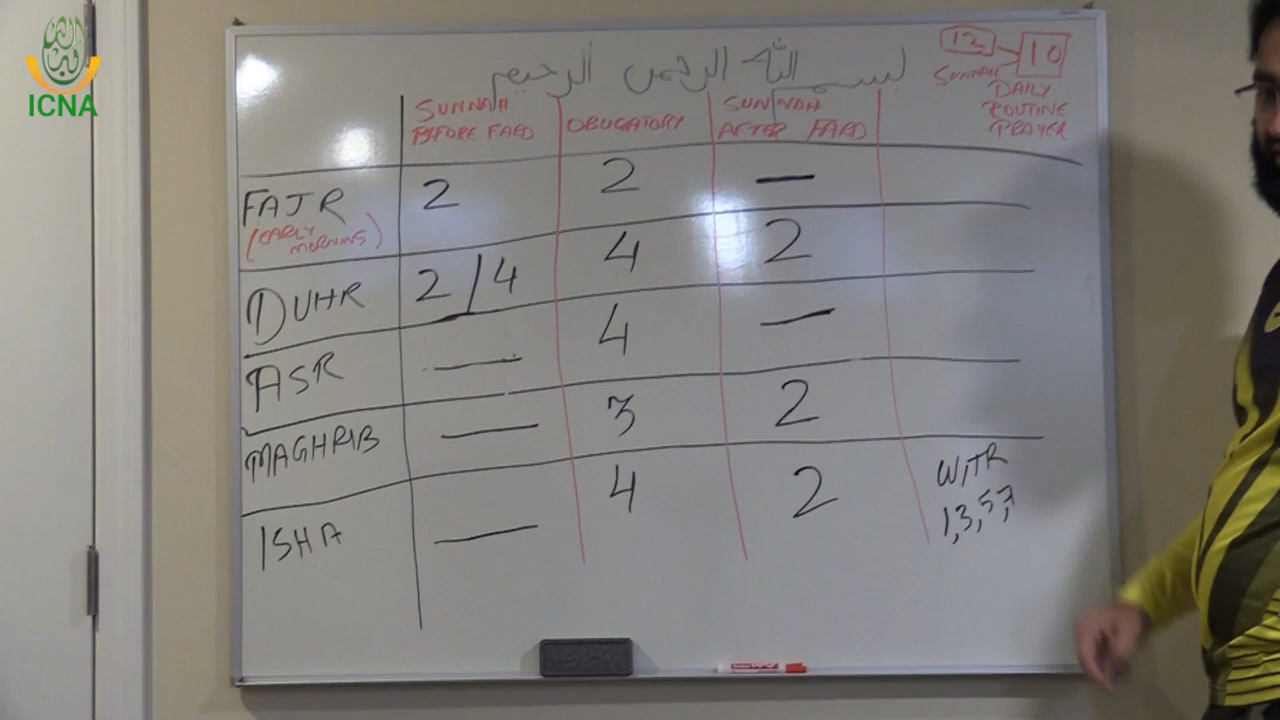 ICNA
بسم الله الرحمن الرحيم
12 10
SUNNAH DAILY ROUTINE PRAYER
SUNNAH BEFORE FARD OBLIGATORY SUNNAH AFTER FARD
FAJR 2 2 —
(EARLY MORNING)
DUHR 2/4 4 2
ASR — 4 —
MAGHRIB — 3 2
ISHA — 4 2 WITR
1,3,5,7